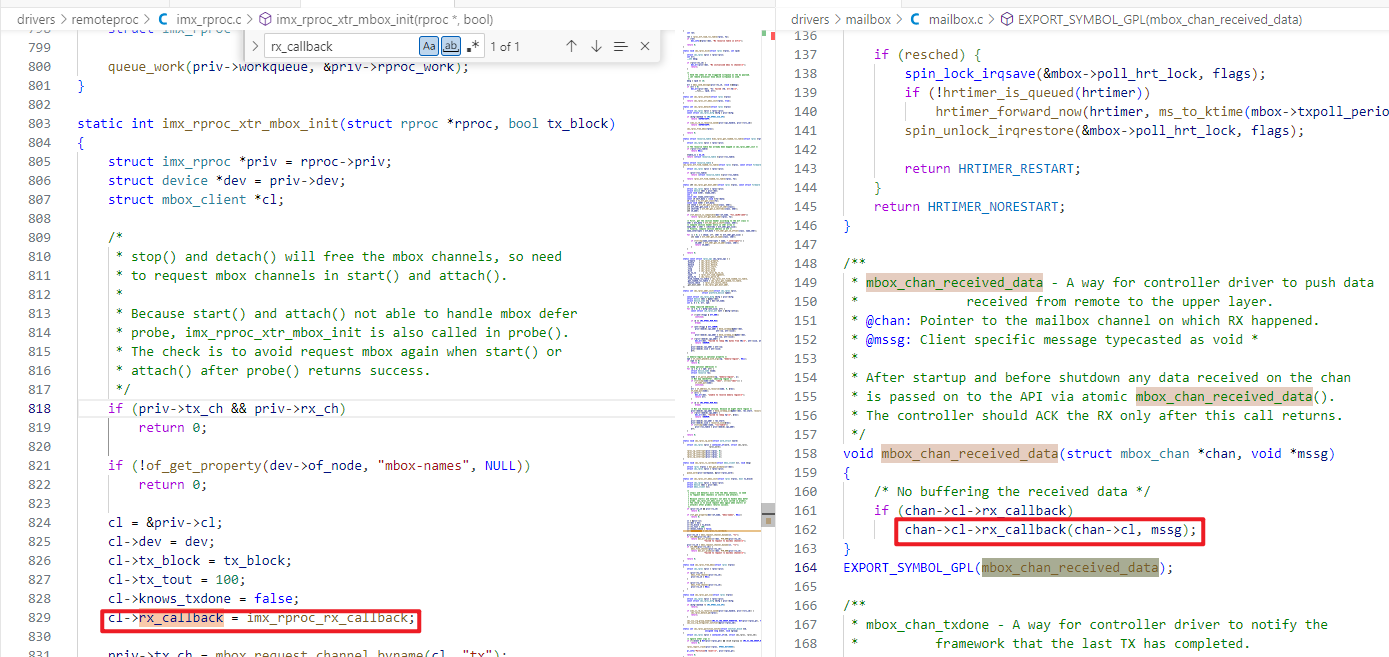 drivers > remoteproc > C imx_rproc.c > imx_rproc_xtr_mbox_init(rproc *, bool)
rx_callback Aa ab .* 1 of 1
799
800 queue_work(priv->workqueue, &priv->rproc_work);
801 }
802
803 static int imx_rproc_xtr_mbox_init(struct rproc *rproc, bool tx_block)
804 {
805 struct imx_rproc *priv = rproc->priv;
806 struct device *dev = priv->dev;
807 struct mbox_client *cl;
808
809 /*
810 * stop() and detach() will free the mbox channels, so need
811 * to request mbox channels in start() and attach().
812 *
813 * Because start() and attach() not able to handle mbox defer
814 * probe, imx_rproc_xtr_mbox_init is also called in probe().
815 * The check is to avoid request mbox again when start() or
816 * attach() after probe() returns success.
817 */
818 if (priv->tx_ch && priv->rx_ch)
819 return 0;
820
821 if (!of_get_property(dev->of_node, "mbox-names", NULL))
822 return 0;
823
824 cl = &priv->cl;
825 cl->dev = dev;
826 cl->tx_block = tx_block;
827 cl->tx_tout = 100;
828 cl->knows_txdone = false;
829 cl->rx_callback = imx_rproc_rx_callback;
830
831 priv->tx_ch = mbox_request_channel_byname(cl, "tx");
drivers > mailbox > C mailbox.c > EXPORT_SYMBOL_GPL(mbox_chan_received_data)
136
137 if (resched) {
138 spin_lock_irqsave(&mbox->poll_hrt_lock, flags);
139 if (!hrtimer_is_queued(hrtimer))
140 hrtimer_forward_now(hrtimer, ms_to_ktime(mbox->txpoll_perio
141 spin_unlock_irqrestore(&mbox->poll_hrt_lock, flags);
142
143 return HRTIMER_RESTART;
144 }
145 return HRTIMER_NORESTART;
146 }
147
148 /**
149 * mbox_chan_received_data - A way for controller driver to push data
150 * received from remote to the upper layer.
151 * @chan: Pointer to the mailbox channel on which RX happened.
152 * @mssg: Client specific message typecasted as void *
153 *
154 * After startup and before shutdown any data received on the chan
155 * is passed on to the API via atomic mbox_chan_received_data().
156 * The controller should ACK the RX only after this call returns.
157 */
158 void mbox_chan_received_data(struct mbox_chan *chan, void *mssg)
159 {
160 /* No buffering the received data */
161 if (chan->cl->rx_callback)
162 chan->cl->rx_callback(chan->cl, mssg);
163 }
164 EXPORT_SYMBOL_GPL(mbox_chan_received_data);
165
166 /**
167 * mbox_chan_txdone - A way for controller driver to notify the
168 * framework that the last TX has completed.